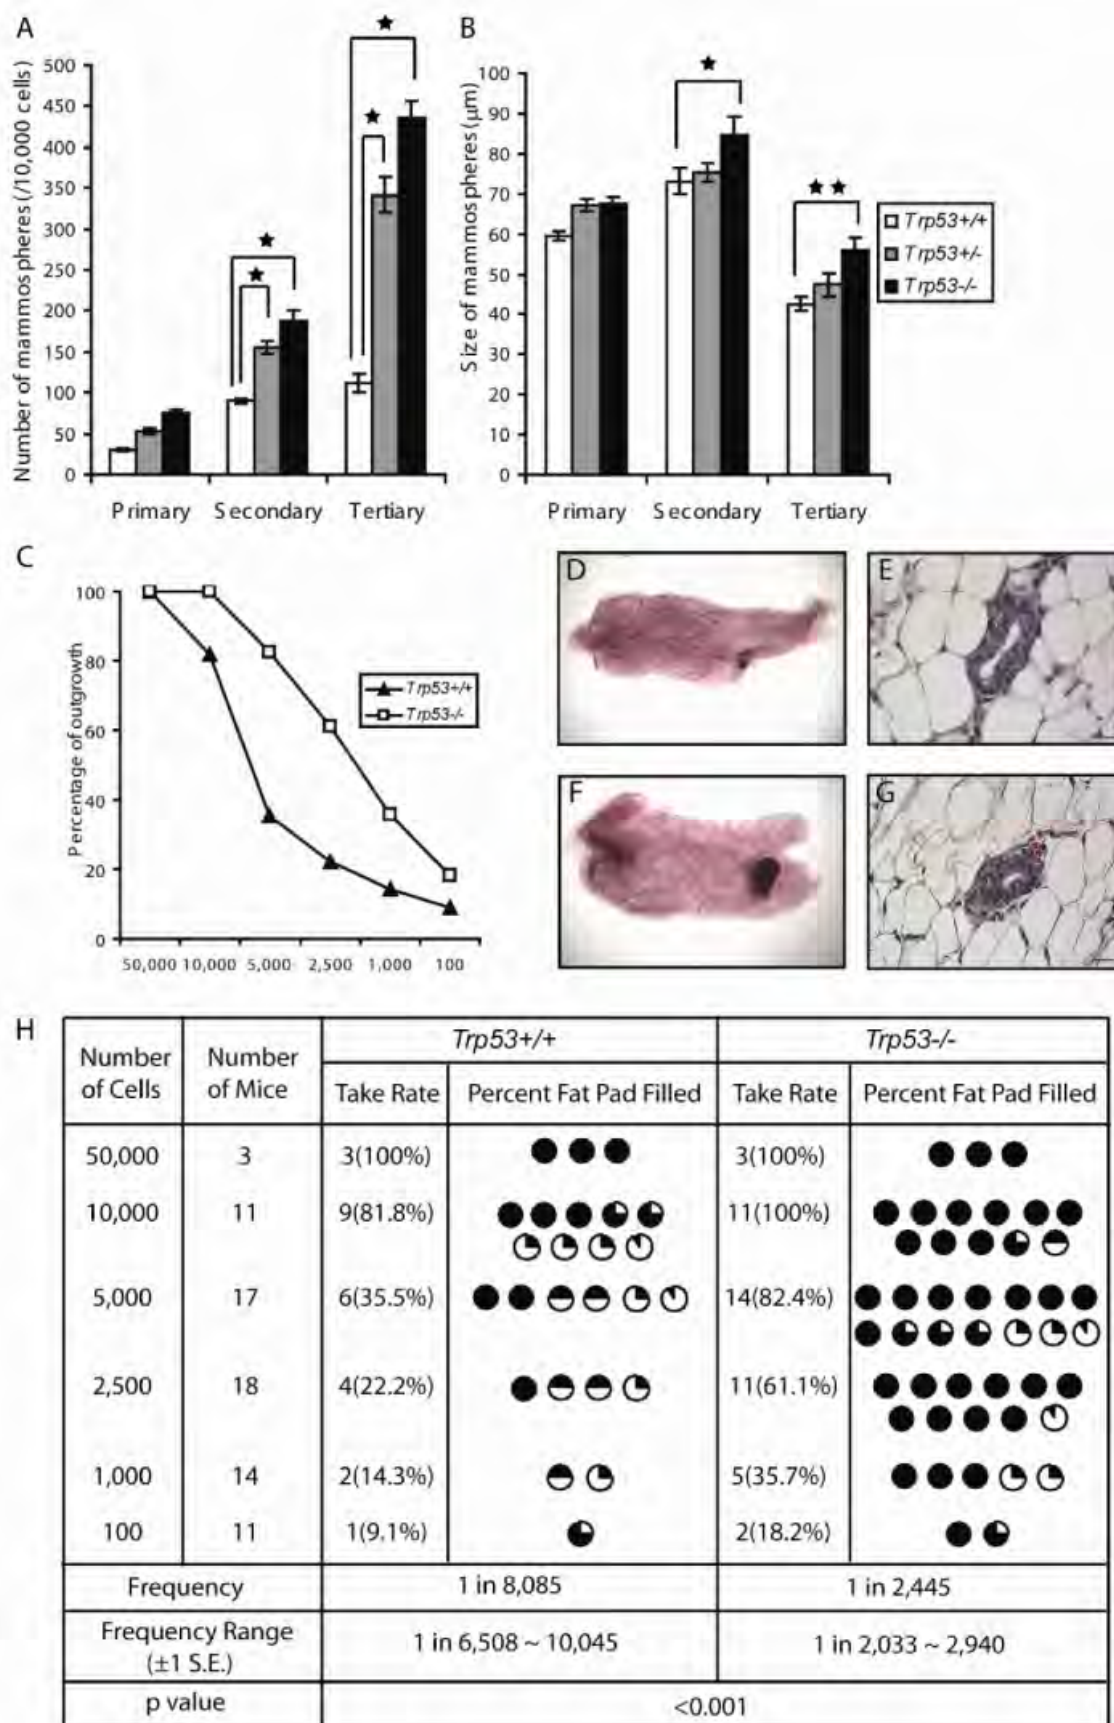 A
Number of mammospheres (/10,000 cells)
500
450
400
350
300
250
200
150
100
50
0
Primary Secondary Tertiary
B
Size of mammospheres (μm)
100
90
80
70
60
50
40
30
20
10
0
Primary Secondary Tertiary
Trp53+/+
Trp53+/-
Trp53-/-
C
Percentage of outgrowth
100
80
60
40
20
0
50,000 10,000 5,000 2,500 1,000 100
Trp53+/+
Trp53-/-
D
E
F
G
H
Number of Cells
Number of Mice
Trp53+/+
Trp53-/-
Take Rate
Percent Fat Pad Filled
Take Rate
Percent Fat Pad Filled
50,000 3 3(100%) 3(100%)
10,000 11 9(81.8%) 11(100%)
5,000 17 6(35.5%) 14(82.4%)
2,500 18 4(22.2%) 11(61.1%)
1,000 14 2(14.3%) 5(35.7%)
100 11 1(9.1%) 2(18.2%)
Frequency 1 in 8,085 1 in 2,445
Frequency Range
(±1 S.E.)
1 in 6,508 ~ 10,045 1 in 2,033 ~ 2,940
p value <0.001